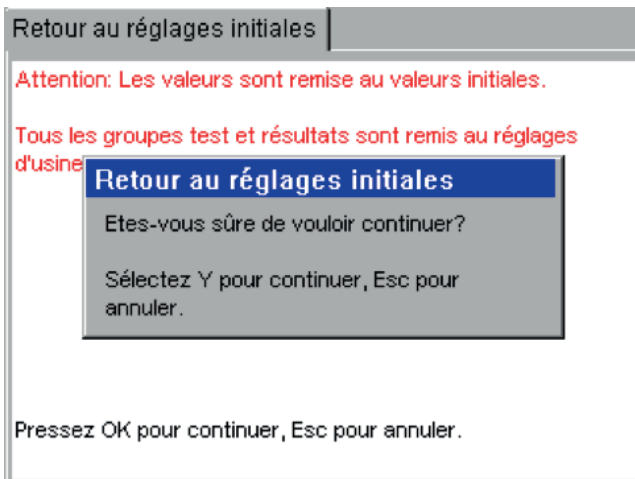 Retour au réglages initiales
Attention: Les valeurs sont remise au valeurs initiales.
Tous les groupes test et résultats sont remis au réglages
d'usine
Retour au réglages initiales
Etes-vous sûre de vouloir continuer?
Sélectez Y pour continuer, Esc pour
annuler.
Pressez OK pour continuer, Esc pour annuler.